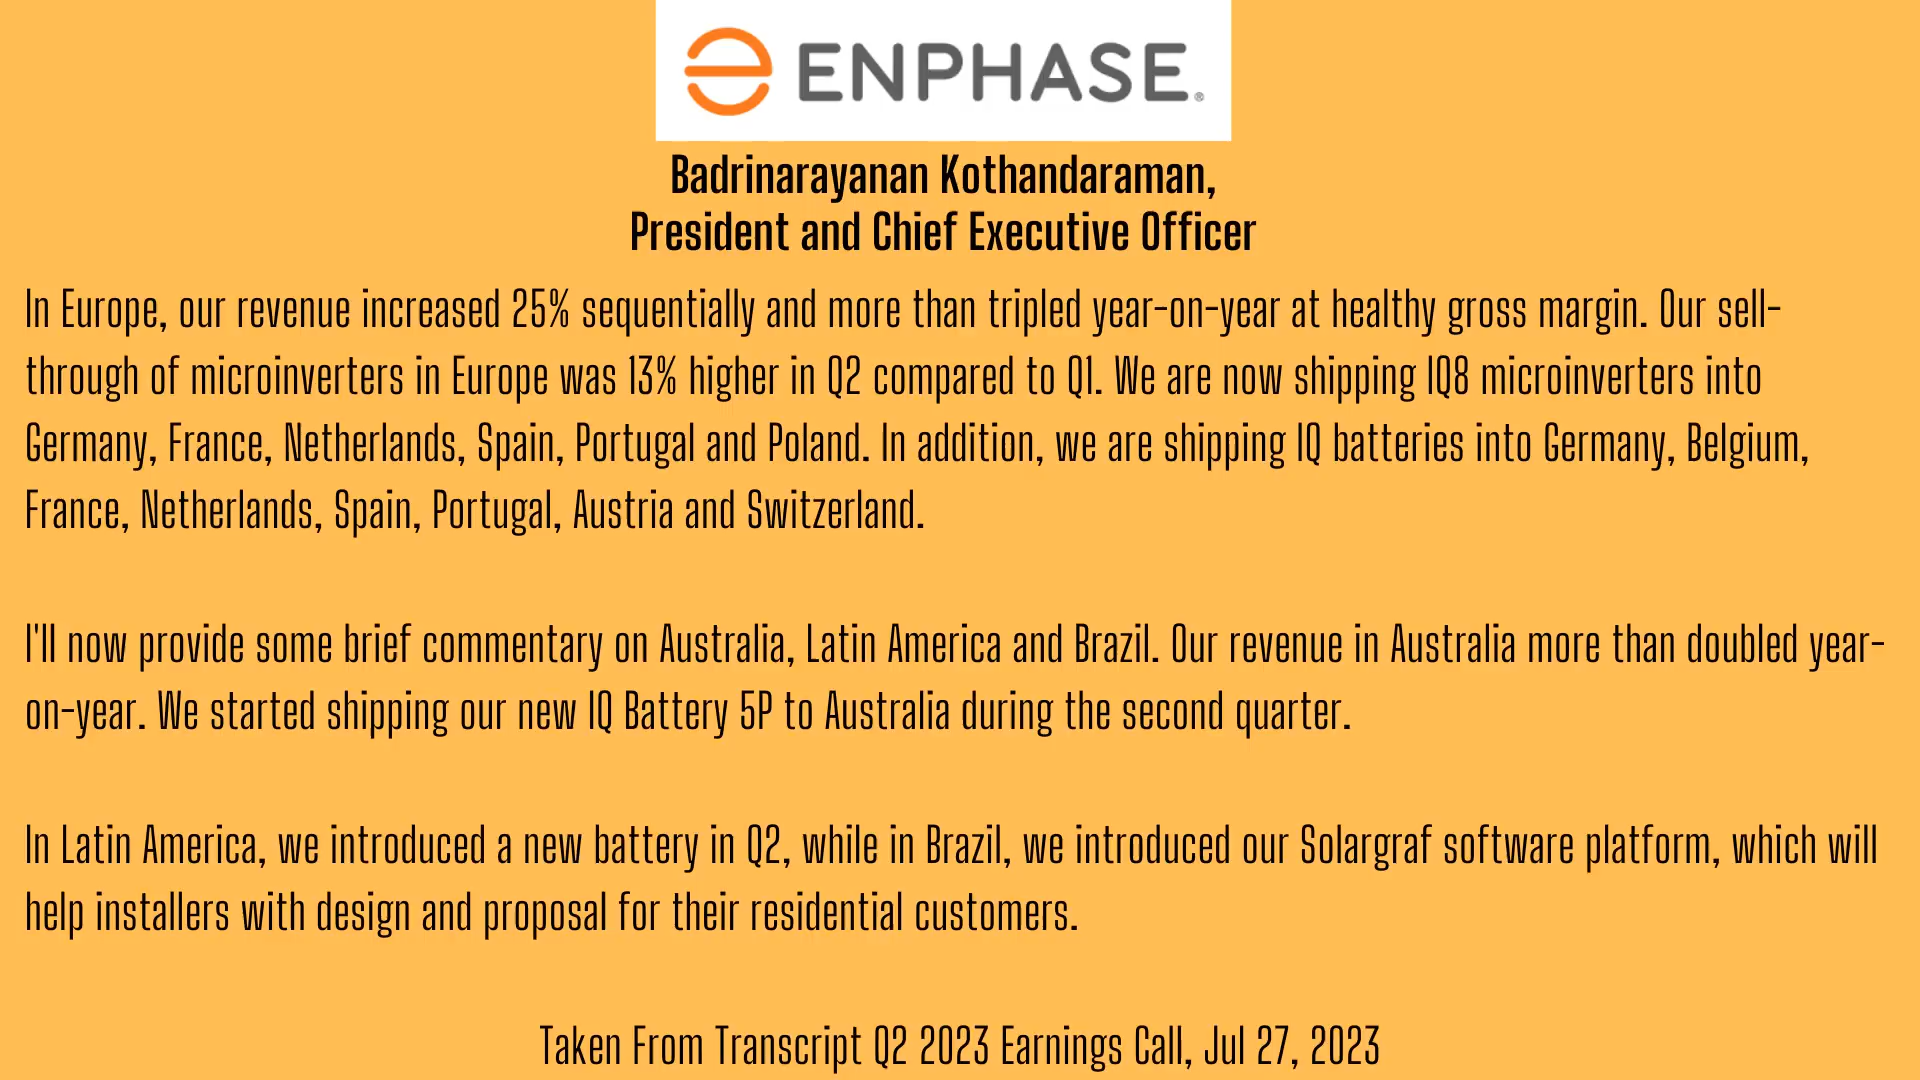 ENPHASE®
Badrinarayanan Kothandaraman,
President and Chief Executive Officer
In Europe, our revenue increased 25% sequentially and more than tripled year-on-year at healthy gross margin. Our sell-
through of microinverters in Europe was 13% higher in Q2 compared to Q1. We are now shipping IQ8 microinverters into
Germany, France, Netherlands, Spain, Portugal and Poland. In addition, we are shipping IQ batteries into Germany, Belgium,
France, Netherlands, Spain, Portugal, Austria and Switzerland.
I'll now provide some brief commentary on Australia, Latin America and Brazil. Our revenue in Australia more than doubled year-
on-year. We started shipping our new IQ Battery 5P to Australia during the second quarter.
In Latin America, we introduced a new battery in Q2, while in Brazil, we introduced our Solargraf software platform, which will
help installers with design and proposal for their residential customers.
Taken From Transcript Q2 2023 Earnings Call, Jul 27, 2023